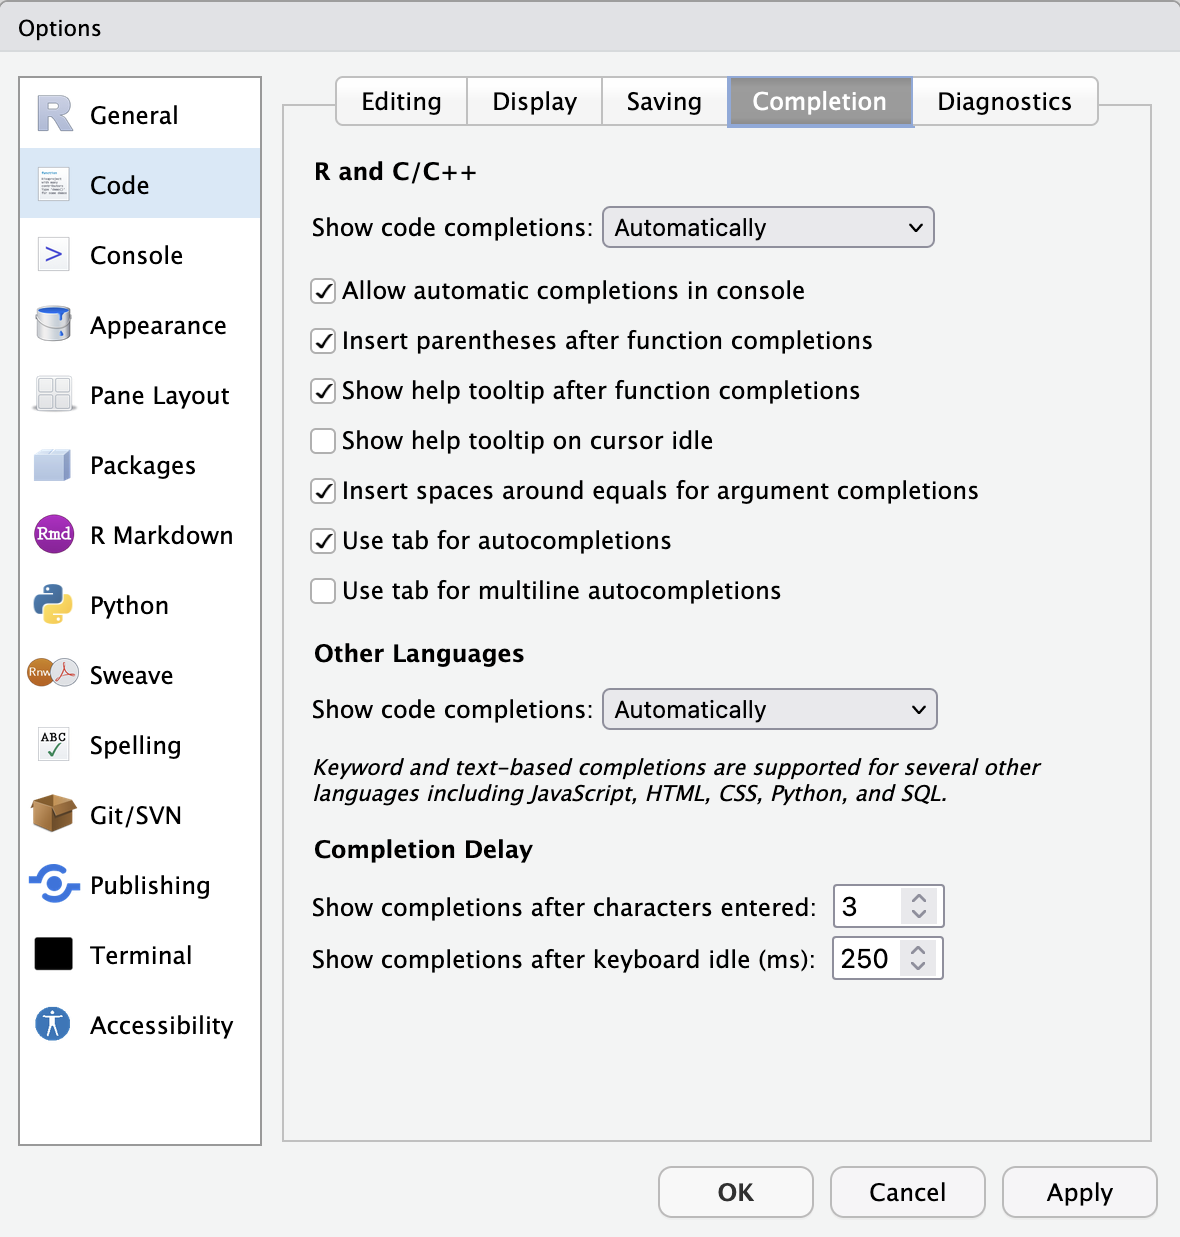 Options
General
Code
Console
Appearance
Pane Layout
Packages
Rmd
R Markdown
Python
Rnw
Sweave
ABC
Spelling
Git/SVN
Publishing
Terminal
Accessibility
Editing
Display
Saving
Completion
Diagnostics
R and C/C++
Show code completions: Automatically
Allow automatic completions in console
Insert parentheses after function completions
Show help tooltip after function completions
Show help tooltip on cursor idle
Insert spaces around equals for argument completions
Use tab for autocompletions
Use tab for multiline autocompletions
Other Languages
Show code completions: Automatically
Keyword and text-based completions are supported for several other
languages including JavaScript, HTML, CSS, Python, and SQL.
Completion Delay
Show completions after characters entered: 3
Show completions after keyboard idle (ms): 250
OK
Cancel
Apply